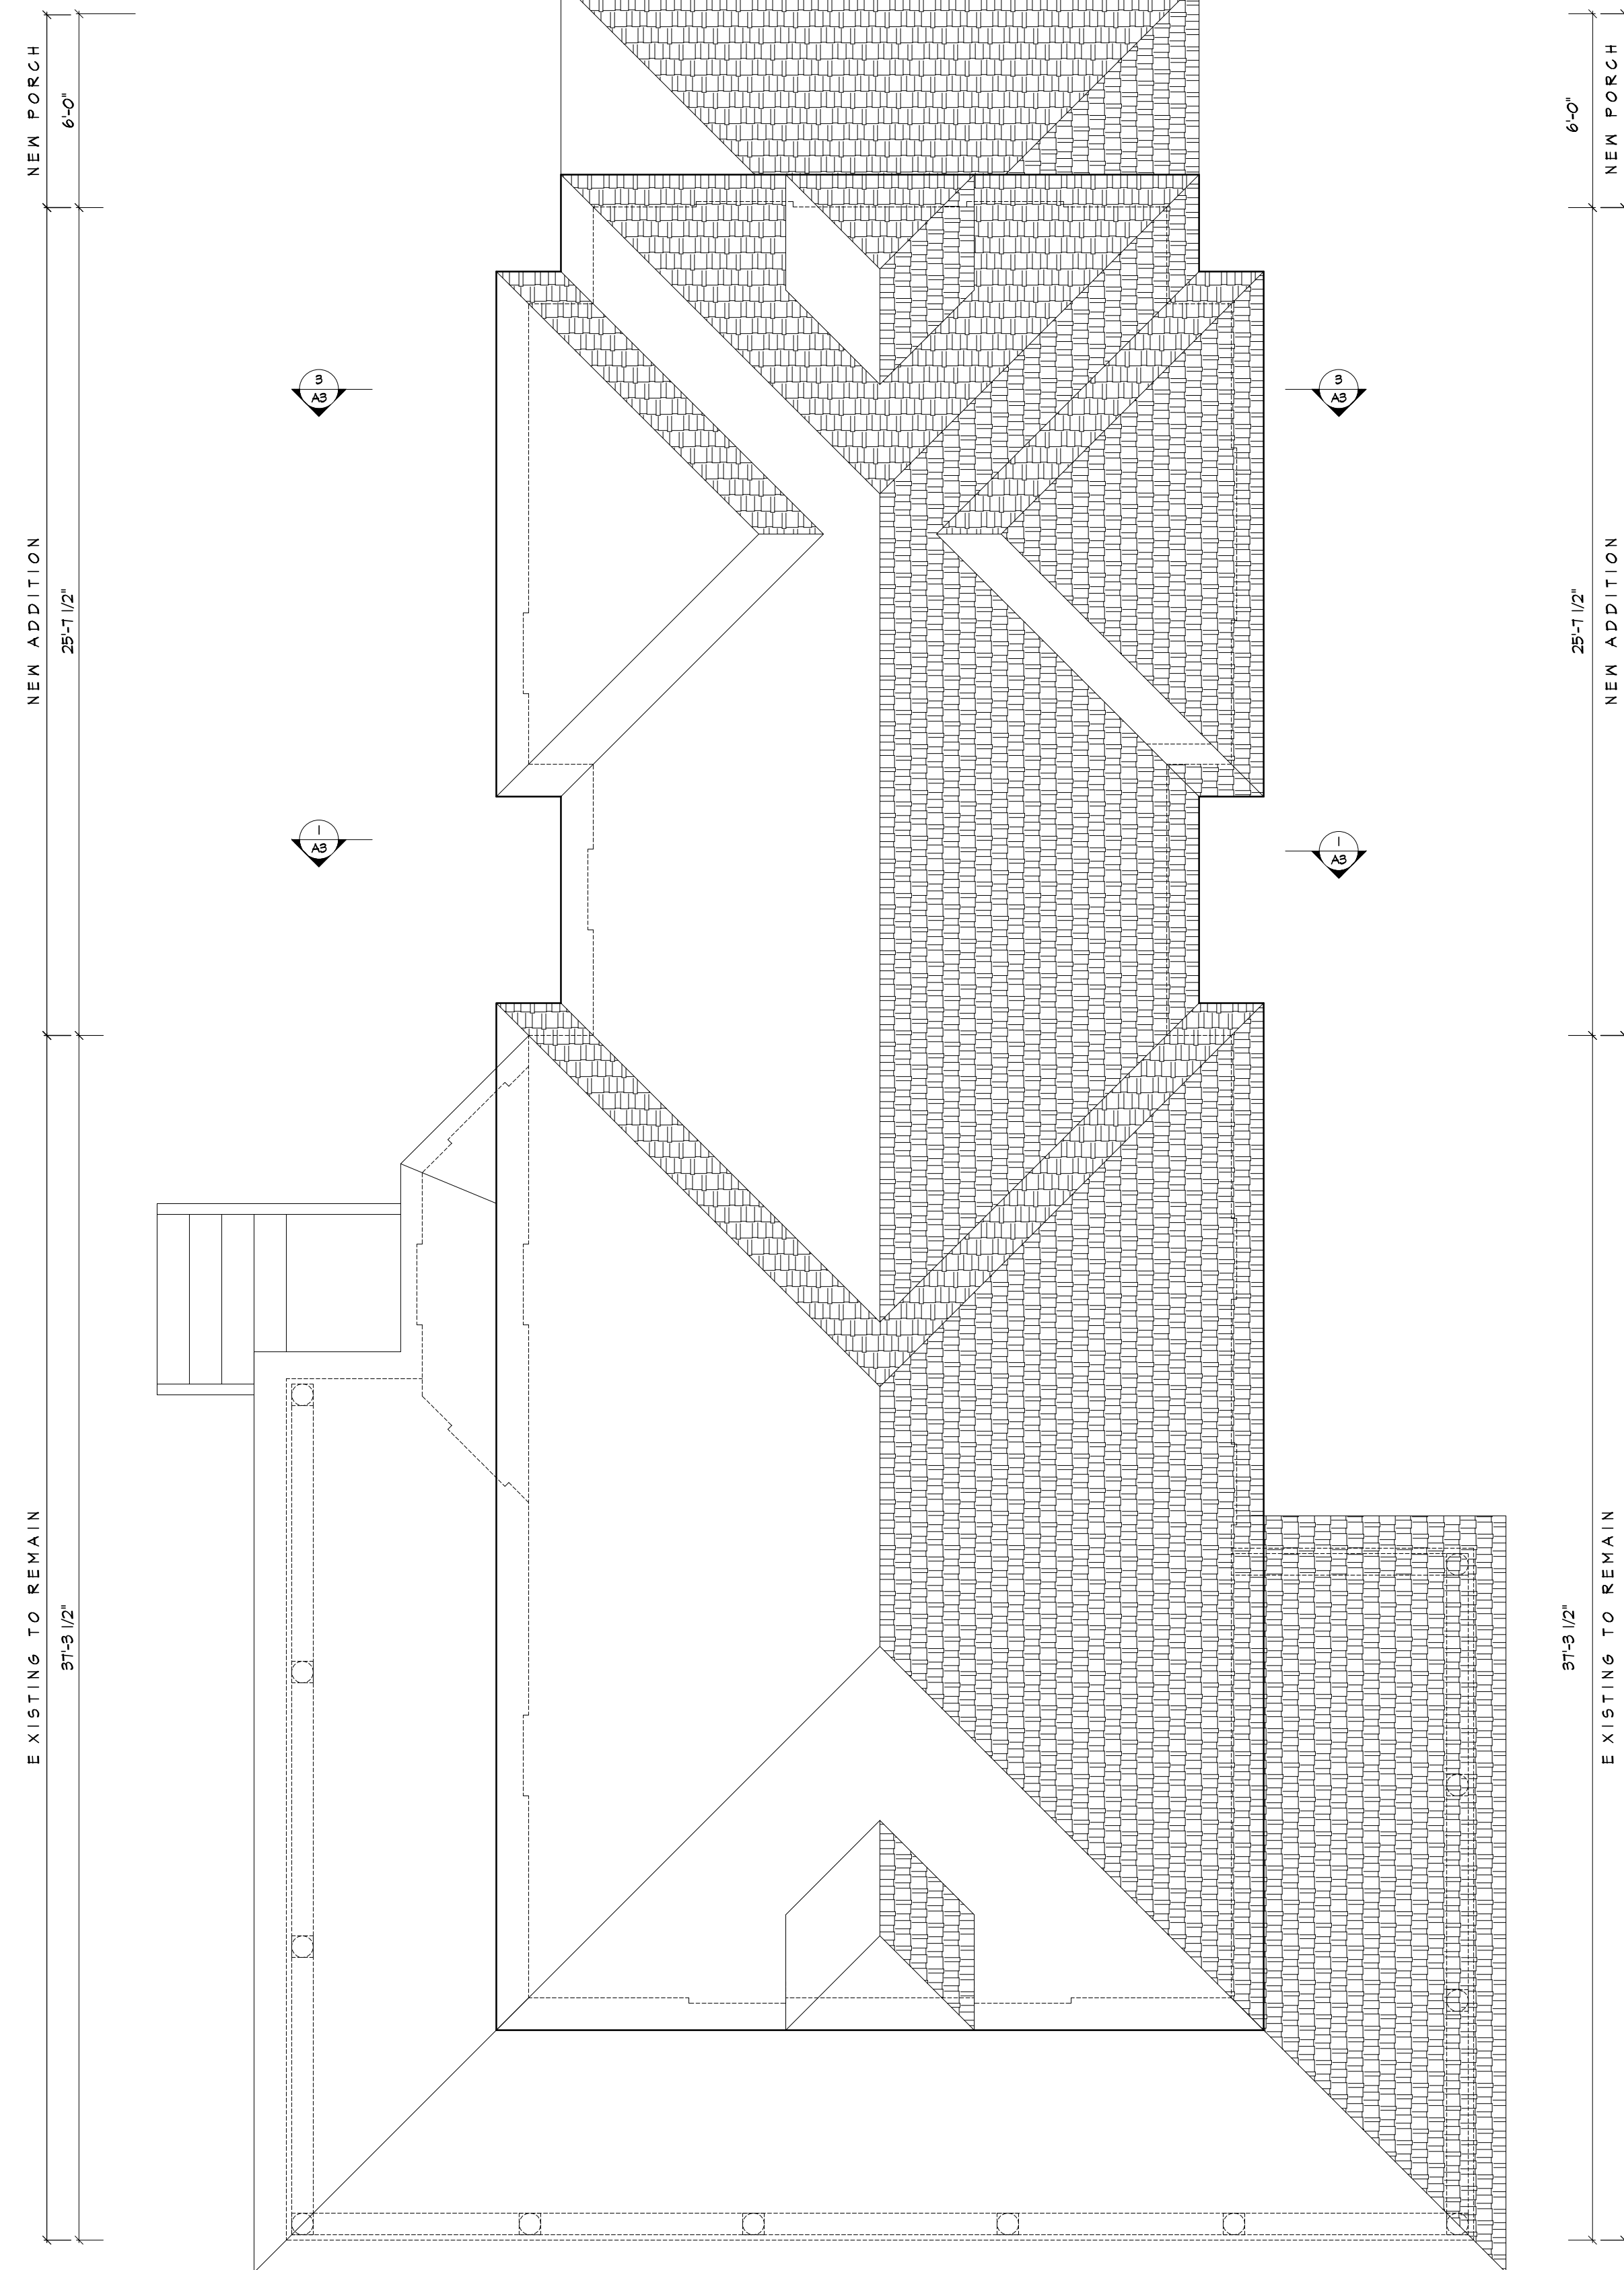 NEW PORCH
6'-0"
6'-0"
NEW PORCH
3
A3
3
A3
NEW ADDITION
25'-7 1/2"
25'-7 1/2"
NEW ADDITION
1
A3
1
A3
EXISTING TO REMAIN
37'-3 1/2"
37'-3 1/2"
EXISTING TO REMAIN